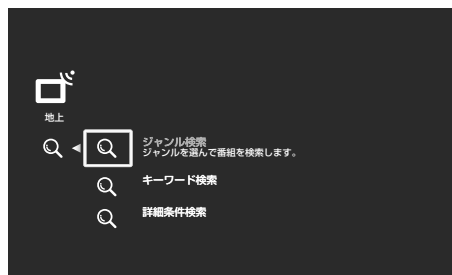 地上
ジャンル検索
ジャンルを選んで番組を検索します。
キーワード検索
詳細条件検索